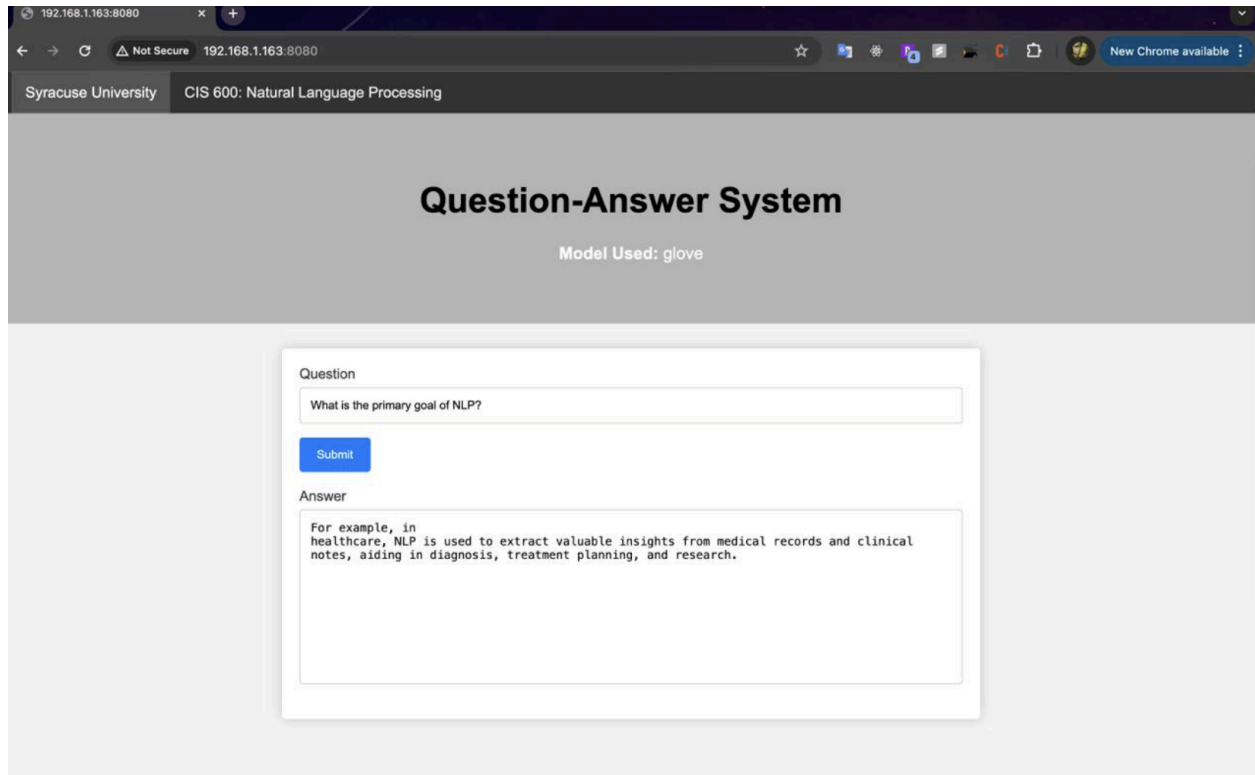 192.168.1.163:8080
Not Secure 192.168.1.163:8080
New Chrome available
Syracuse University CIS 600: Natural Language Processing
Question-Answer System
Model Used: glove
Question
What is the primary goal of NLP?
Submit
Answer
For example, in
healthcare, NLP is used to extract valuable insights from medical records and clinical
notes, aiding in diagnosis, treatment planning, and research.